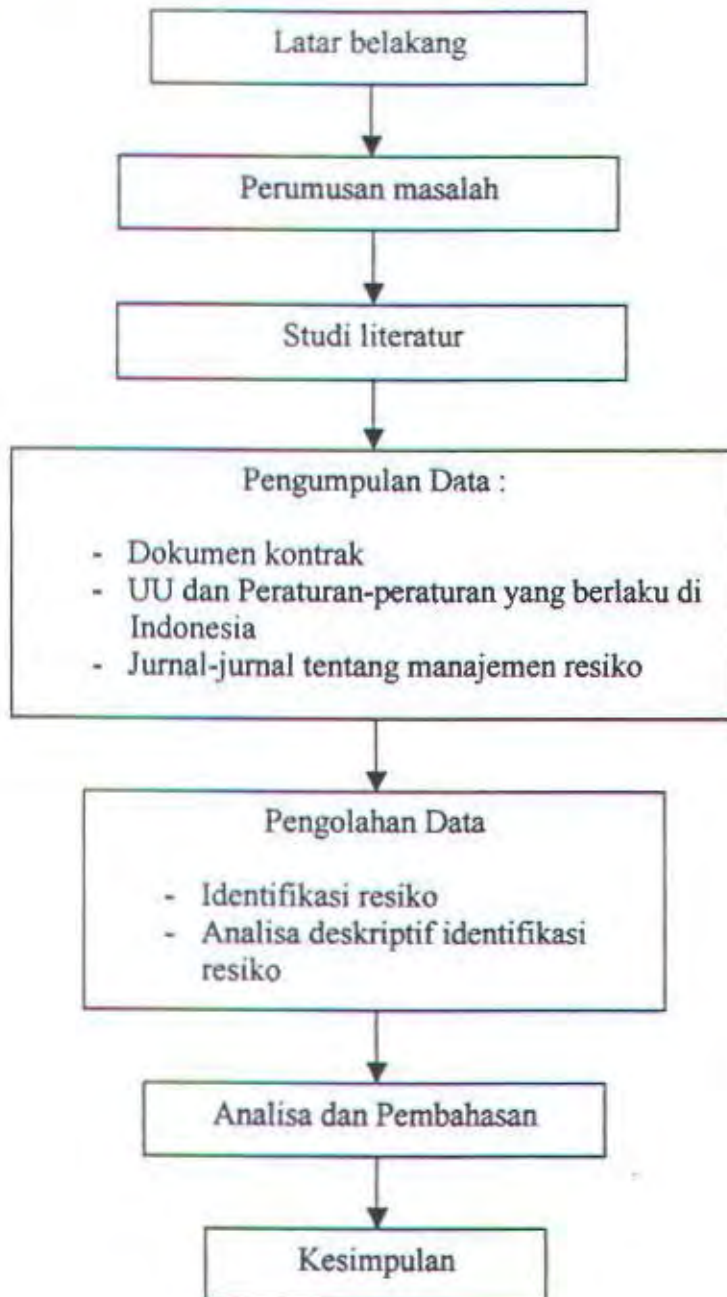 Latar belakang
Perumusan masalah
Studi literatur
Pengumpulan Data :
- Dokumen kontrak
- UU dan Peraturan-peraturan yang berlaku di
Indonesia
- Jurnal-jurnal tentang manajemen resiko
Pengolahan Data
- Identifikasi resiko
- Analisa deskriptif identifikasi
resiko
Analisa dan Pembahasan
Kesimpulan